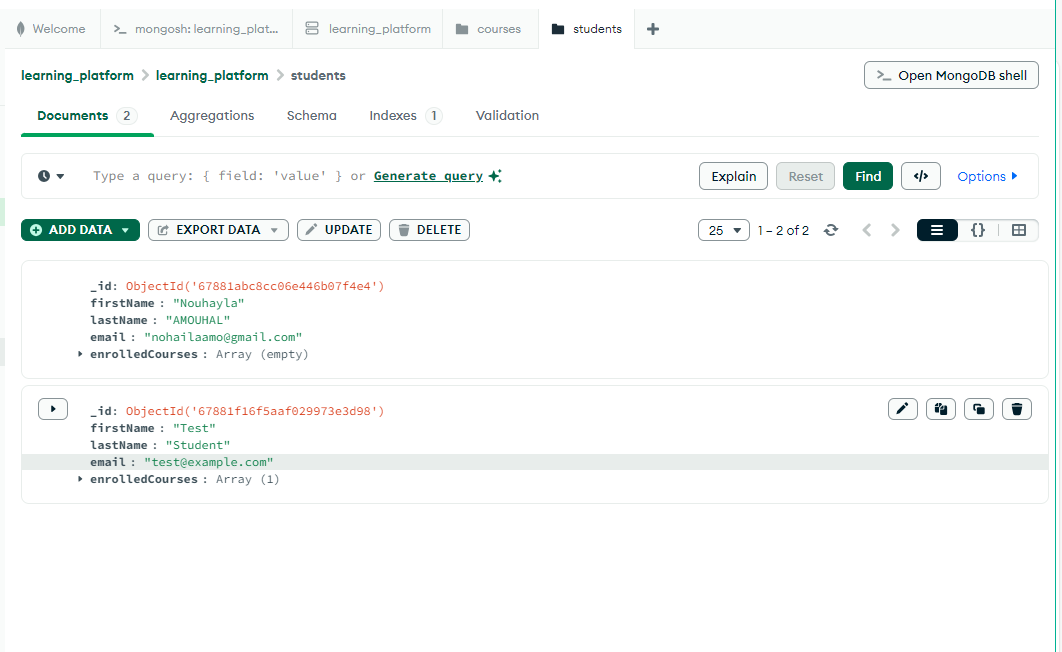 Welcome
mongosh: learning_plat...
learning_platform
courses
students
learning_platform > learning_platform > students
>_ Open MongoDB shell
Documents 2
Aggregations
Schema
Indexes 1
Validation
Type a query: { field: 'value' } or Generate query
Explain
Reset
Find
</>
Options
ADD DATA
EXPORT DATA
UPDATE
DELETE
25
1 – 2 of 2
{}
_id: ObjectId('67881abc8cc06e446b07f4e4')
firstName : "Nouhayla"
lastName : "AMOUHAL"
email : "nohailaamo@gmail.com"
enrolledCourses : Array (empty)
_id: ObjectId('67881f16f5aaf029973e3d98')
firstName : "Test"
lastName : "Student"
email : "test@example.com"
enrolledCourses : Array (1)